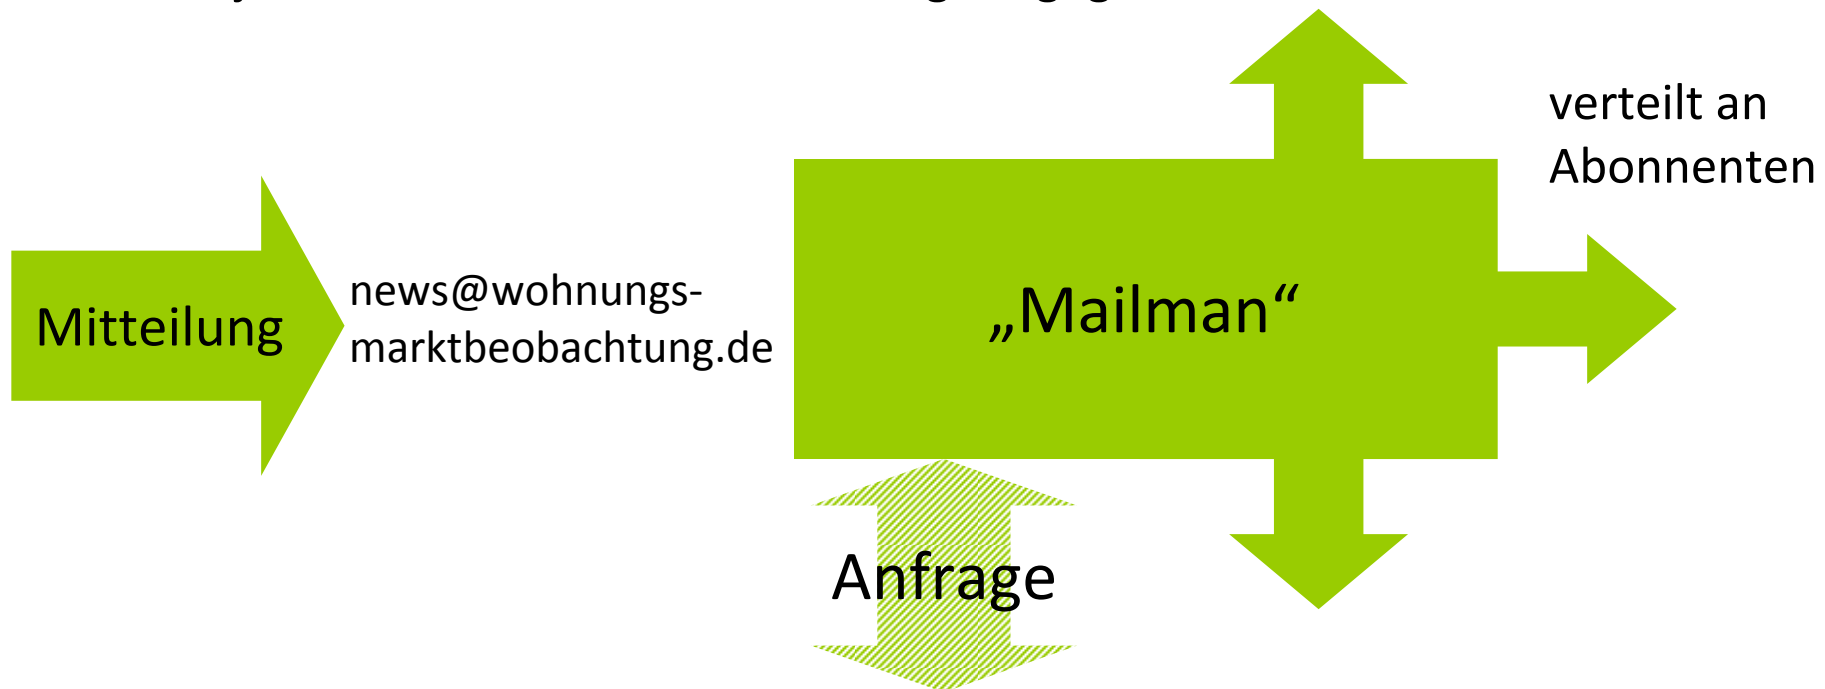 Mitteilung
news@wohnungs-
marktbeobachtung.de
„Mailman“
verteilt an
Abonnenten
Anfrage